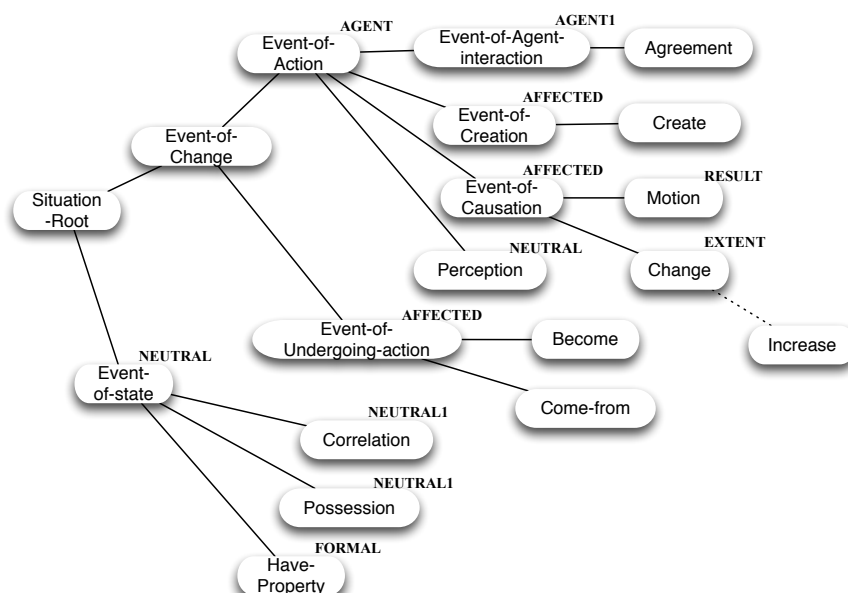 AGENT
Event-of-
Action
AGENT1
Event-of-Agent-
interaction
Agreement
AFFECTED
Event-of-
Creation
Create
Event-of-
Change
AFFECTED
Event-of-
Causation
RESULT
Motion
Situation
-Root
NEUTRAL
Perception
EXTENT
Change
AFFECTED
Event-of-
Undergoing-action
Become
Increase
NEUTRAL
Event-
of-state
Come-from
NEUTRAL1
Correlation
NEUTRAL1
Possession
FORMAL
Have-
Property